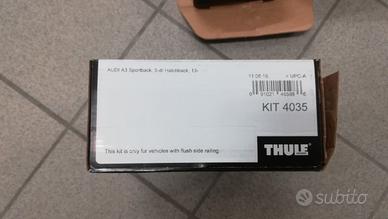 AUDI A3 Sportback, 5-dr Hatchback, 13-
UPC-A
KIT 4035
THULE
This kit is only for vehicles with flush side railing.
subito